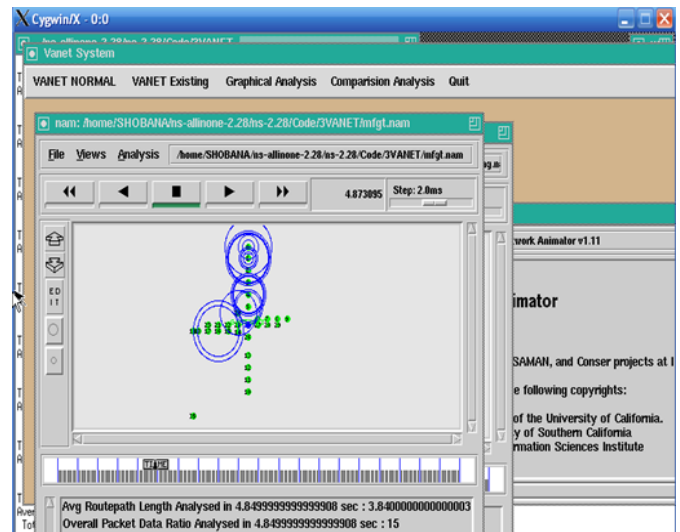 Cygwin/X - 0:0
Vanet System
VANET NORMAL VANET Existing Graphical Analysis Comparision Analysis Quit
nam: /home/SHOBANA/ns-allinone-2.28/ns-2.28/Code/3VANET/mfgt.nam
File Views Analysis /home/SHOBANA/ns-allinone-2.28/ns-2.28/Code/3VANET/mfgt.nam
4.873095 Step: 2.0ms
ED
IT
TIME
work Animator v1.11
imator
SAMAN, and Conser projects at I
e following copyrights:
of the University of California.
y of Southern California
rmation Sciences Institute
Avg Routepath Length Analysed in 4.8499999999999908 sec : 3.8400000000000003
Overall Packet Data Ratio Analysed in 4.8499999999999908 sec : 15